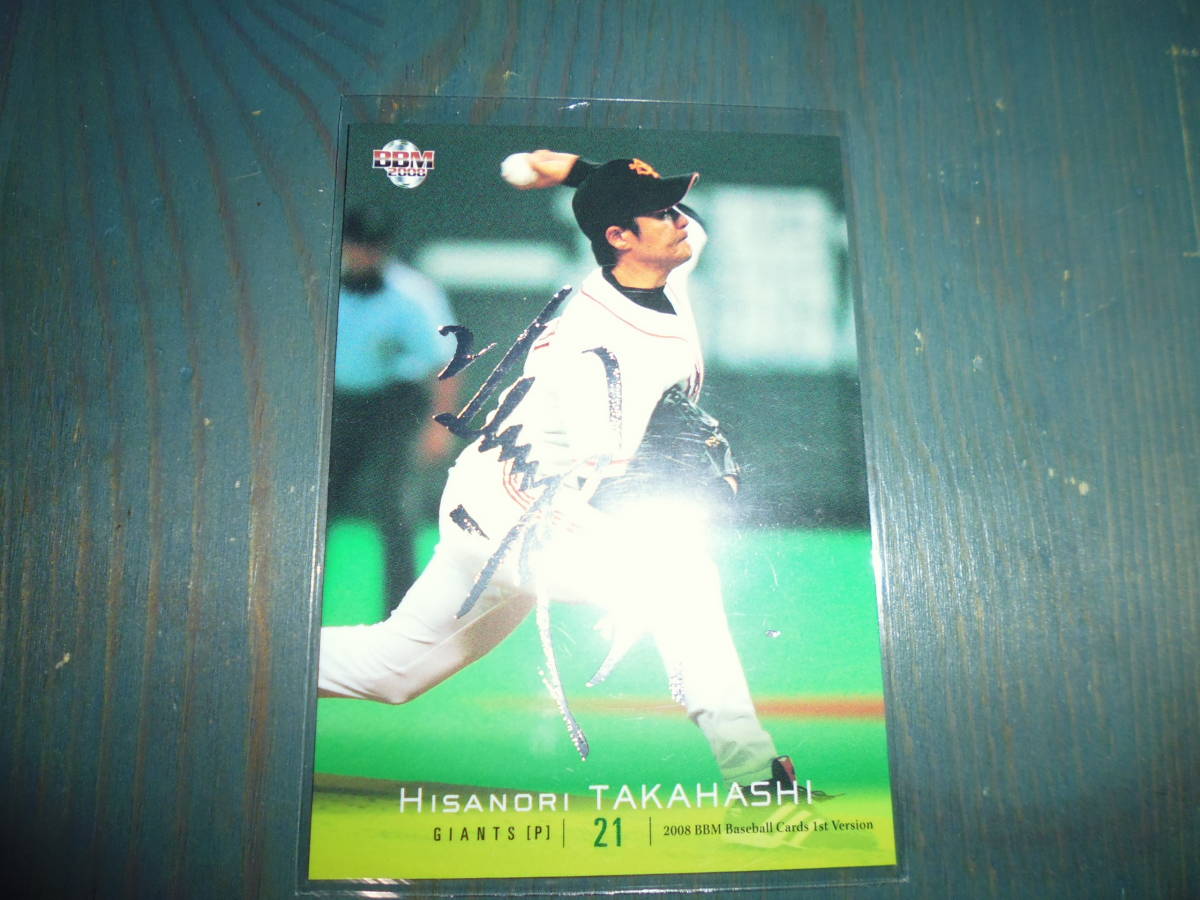 BBM
2008
HISANORI TAKAHASHI
GIANTS [P]
21
2008 BBM Baseball Cards 1st Version